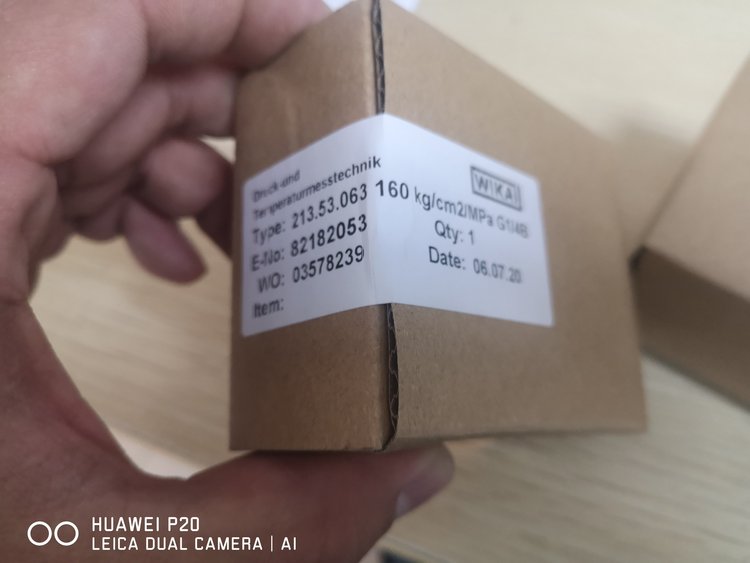 Druck-und
Temperaturmesstechnik
WIKA
Type: 213.53.063 160 kg/cm2/MPa G1/4B
E-No: 82182053
Qty: 1
WO: 03578239
Date: 06.07.20
Item:
HUAWEI P20
LEICA DUAL CAMERA | AI